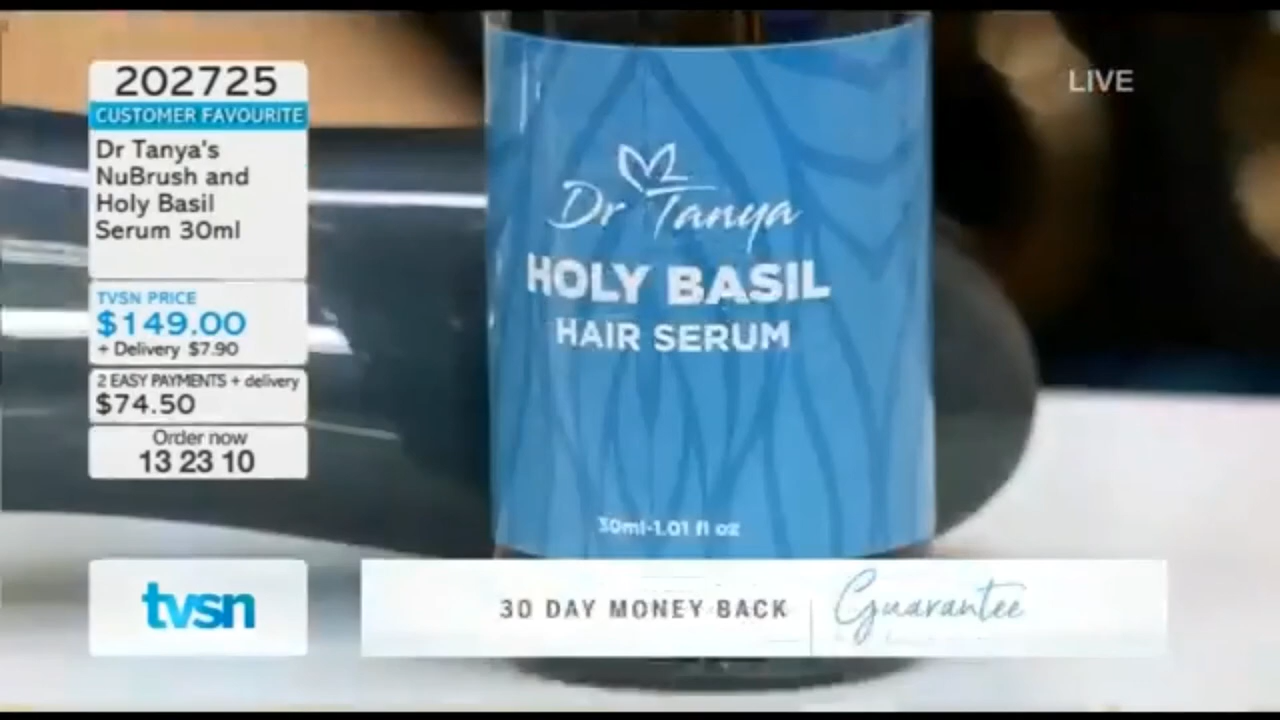 202725
CUSTOMER FAVOURITE
Dr Tanya's
NuBrush and
Holy Basil
Serum 30ml
TVSN PRICE
$149.00
+ Delivery $7.90
2 EASY PAYMENTS + delivery
$74.50
Order now
13 23 10
tvsn
LIVE
Dr Tanya
HOLY BASIL
HAIR SERUM
30ml-1.01 fl oz
30 DAY MONEY BACK Guarantee